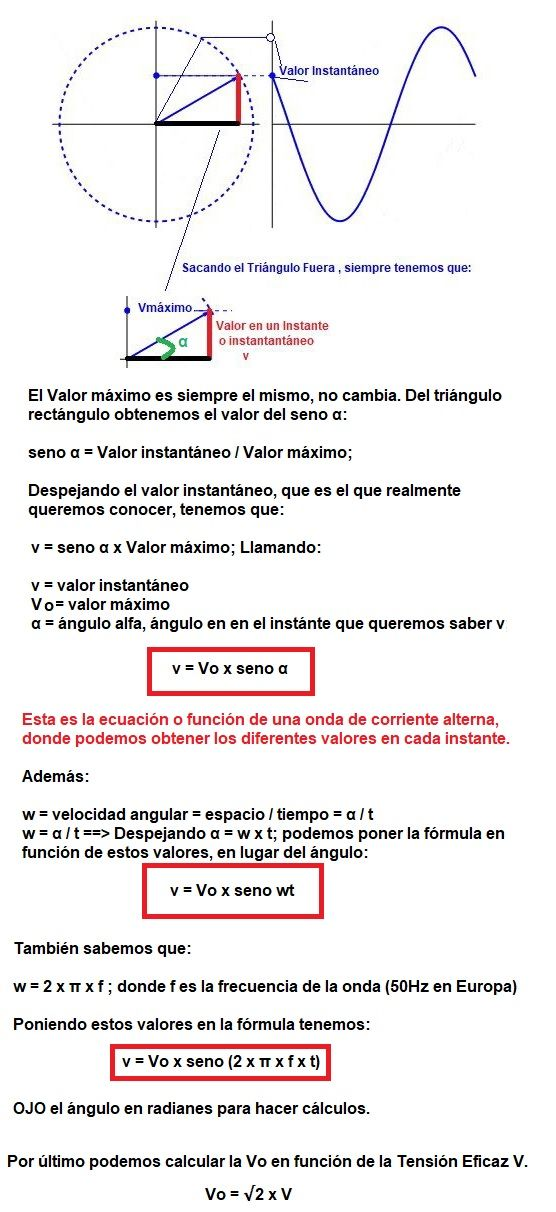 Valor Instantáneo
Sacando el Triángulo Fuera , siempre tenemos que:
Vmáximo
Valor en un Instante
o instantantáneo
v
α
El Valor máximo es siempre el mismo, no cambia. Del triángulo
rectángulo obtenemos el valor del seno α:
seno α = Valor instantáneo / Valor máximo;
Despejando el valor instantáneo, que es el que realmente
queremos conocer, tenemos que:
v = seno α x Valor máximo; Llamando:
v = valor instantáneo
Vo = valor máximo
α = ángulo alfa, ángulo en en el instánte que queremos saber v
v = Vo x seno α
Esta es la ecuación o función de una onda de corriente alterna,
donde podemos obtener los diferentes valores en cada instante.
Además:
w = velocidad angular = espacio / tiempo = α / t
w = α / t ==> Despejando α = w x t; podemos poner la fórmula en
función de estos valores, en lugar del ángulo:
v = Vo x seno wt
También sabemos que:
w = 2 x π x f ; donde f es la frecuencia de la onda (50Hz en Europa)
Poniendo estos valores en la fórmula tenemos:
v = Vo x seno (2 x π x f x t)
OJO el ángulo en radianes para hacer cálculos.
Por último podemos calcular la Vo en función de la Tensión Eficaz V.
Vo = √2 x V